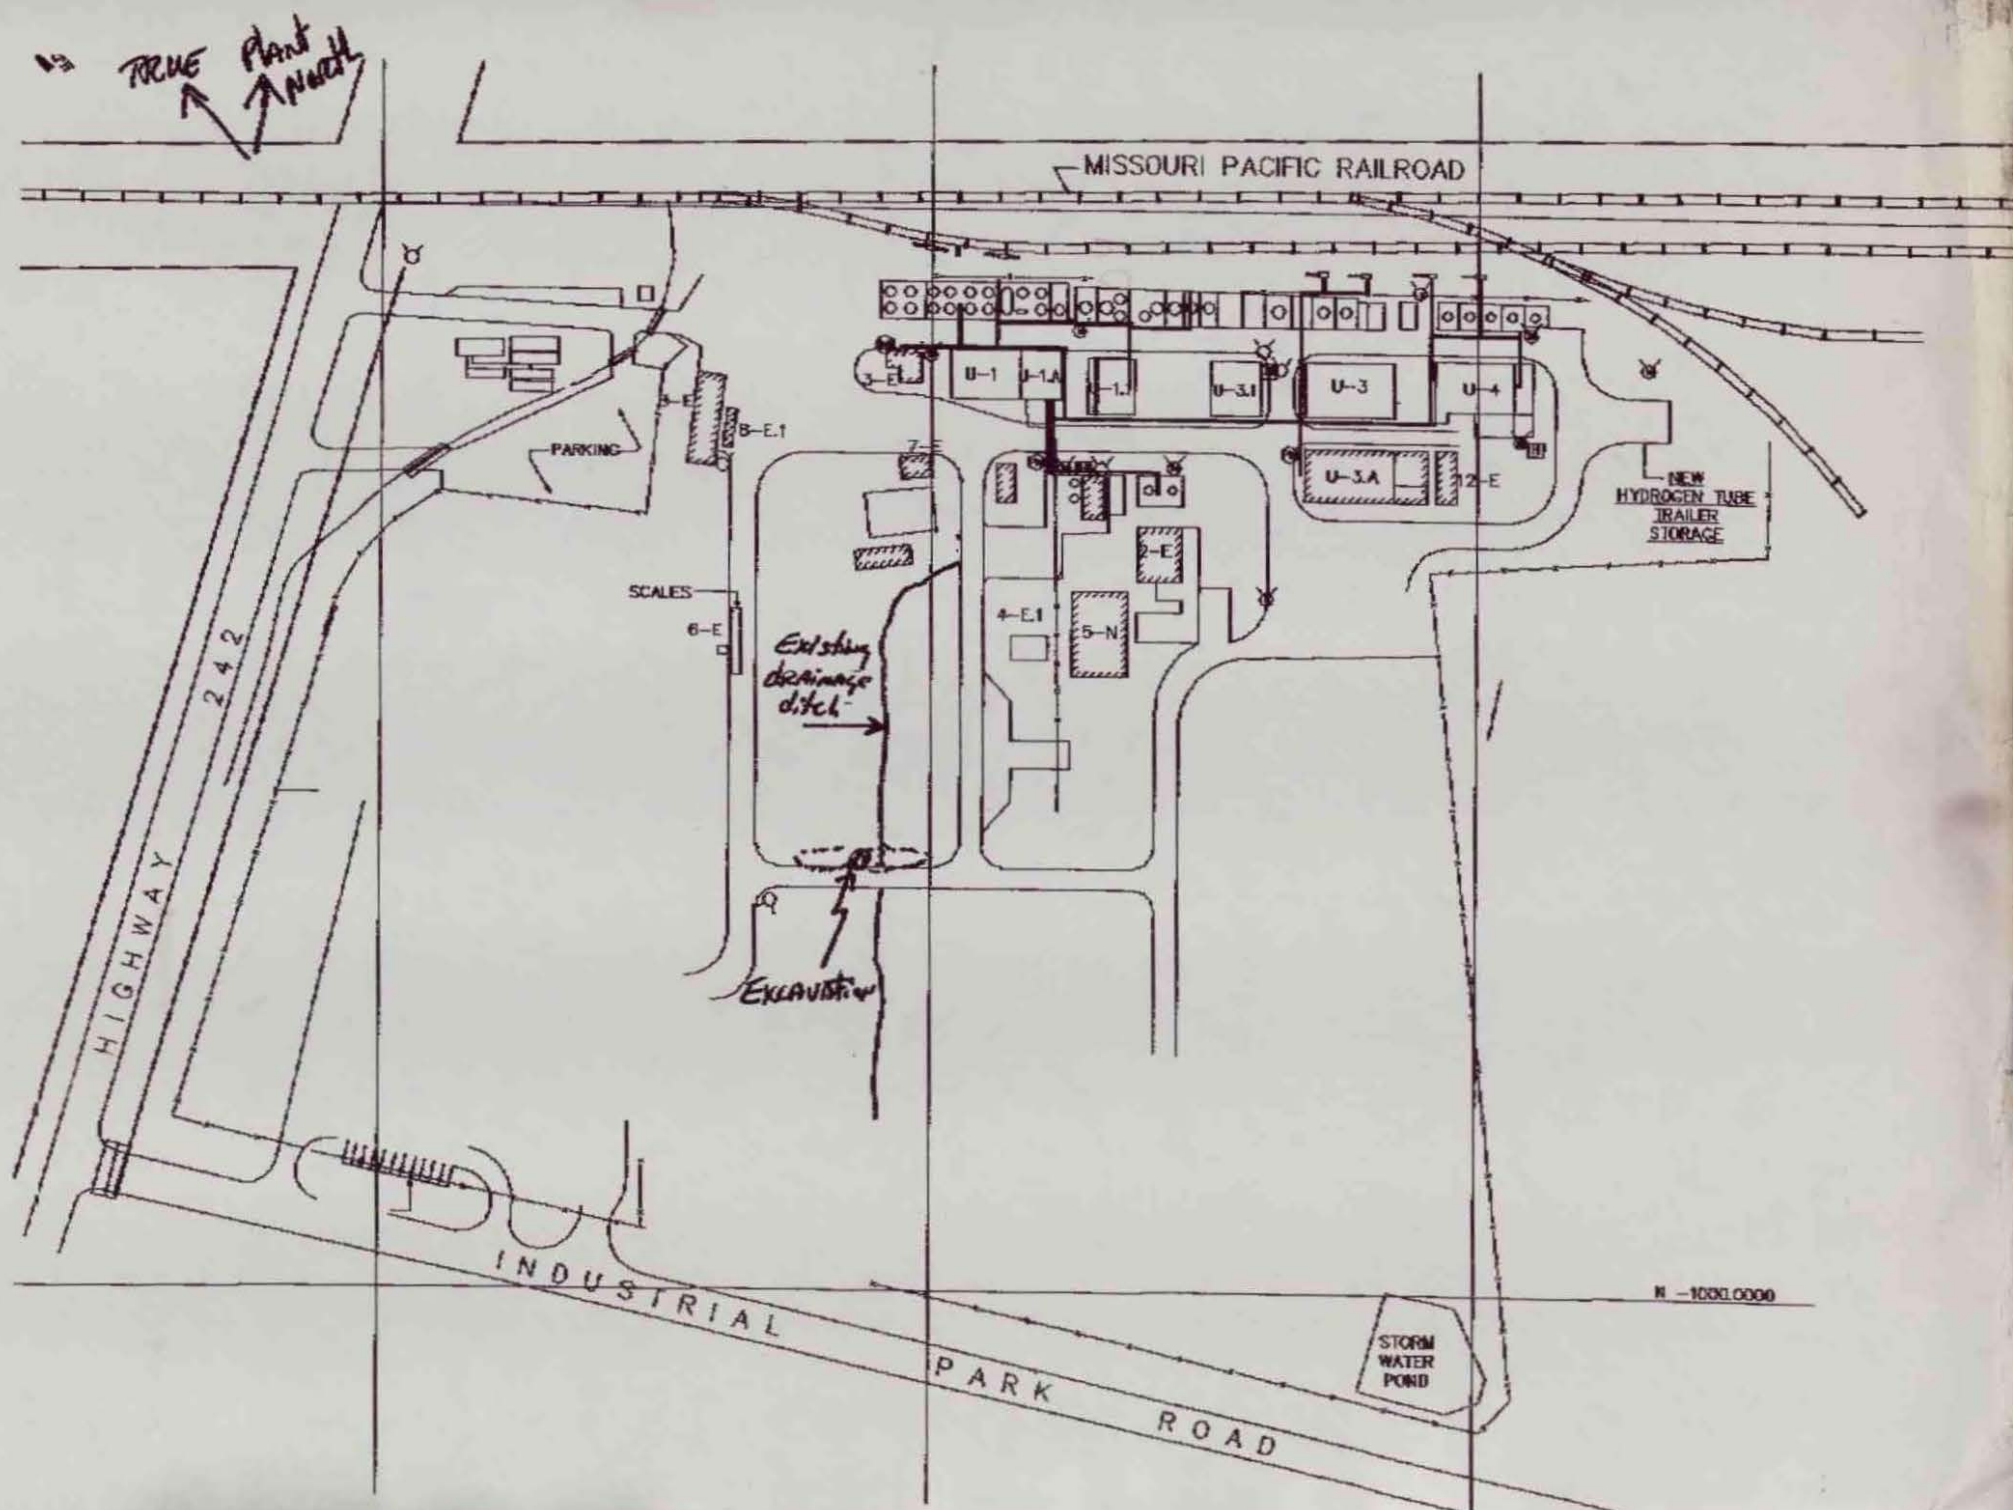 TRUE
PLANT
NORTH
MISSOURI PACIFIC RAILROAD
3-E
U-1
U-1.A
U-3.1
U-3
U-4
8-E.1
PARKING
7-E
U-3.A
12-E
NEW
HYDROGEN TUBE
TRAILER
STORAGE
2-E
SCALES
6-E
4-E.1
5-N
Existing
drainage
ditch
HIGHWAY 242
Excavation
INDUSTRIAL PARK ROAD
N -1000.0000
STORM
WATER
POND